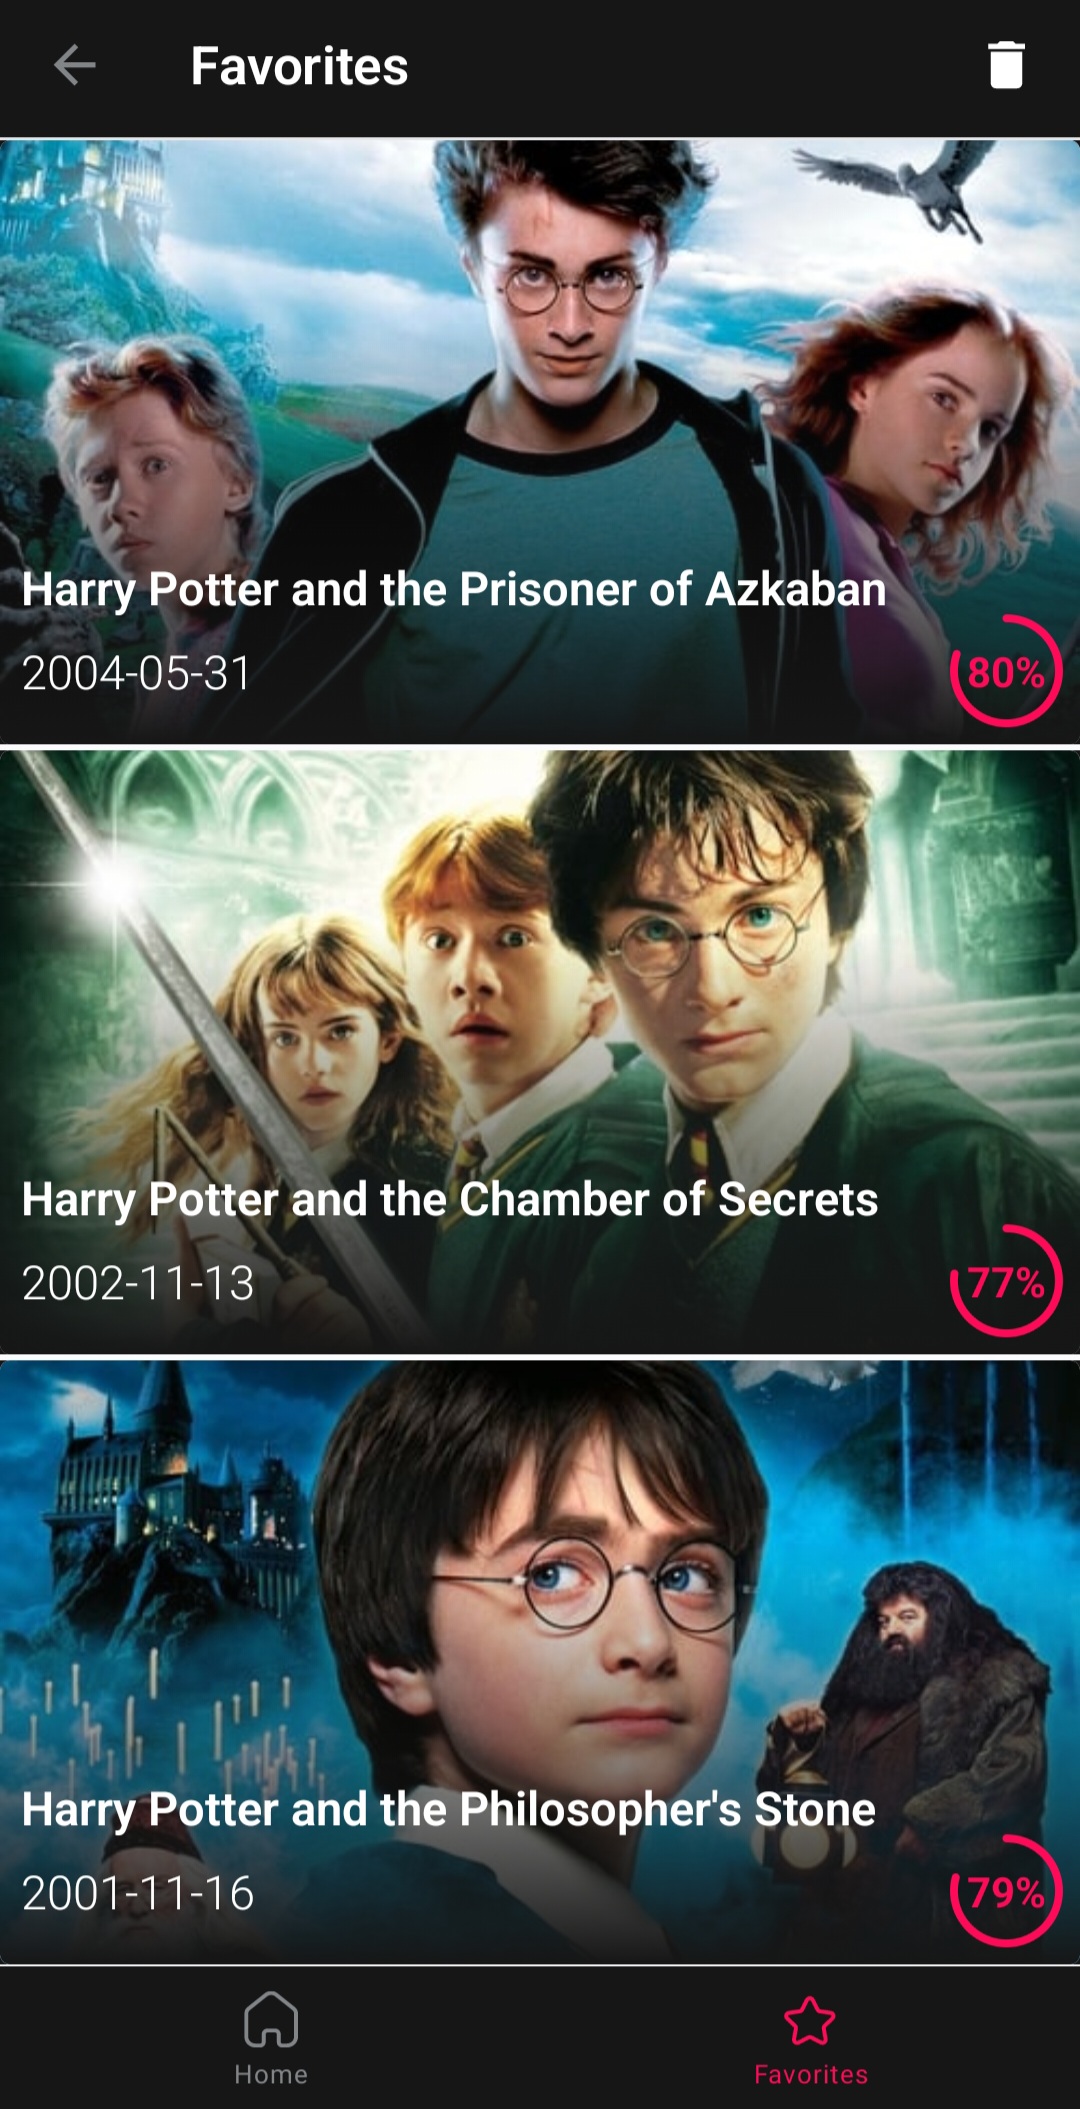 Favorites
Harry Potter and the Prisoner of Azkaban
2004-05-31
80%
Harry Potter and the Chamber of Secrets
2002-11-13
77%
Harry Potter and the Philosopher's Stone
2001-11-16
79%
Home
Favorites